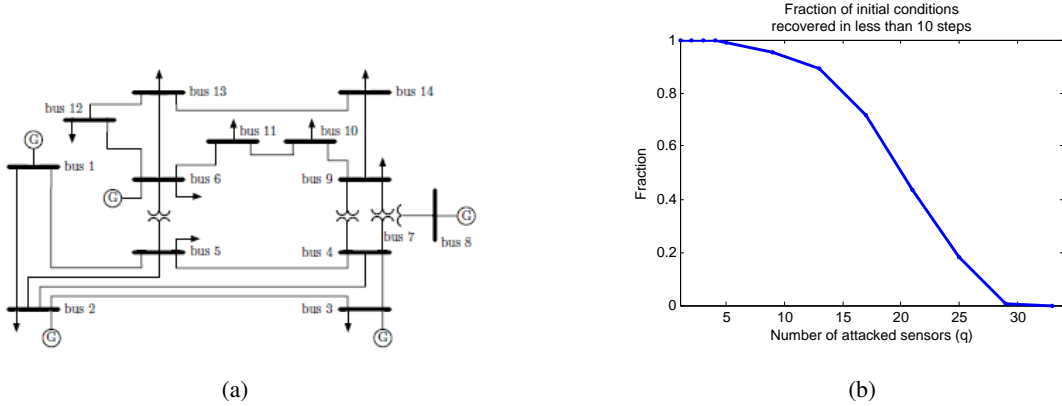 bus 13
bus 14
bus 12
bus 11
bus 10
G
bus 1
bus 6
bus 9
G
G
bus 7
bus 8
bus 5
bus 4
bus 2
bus 3
G
G
(a)
Fraction of initial conditions
recovered in less than 10 steps
1
0.8
0.6
0.4
0.2
0
Fraction
5
10
15
20
25
30
Number of attacked sensors (q)
(b)